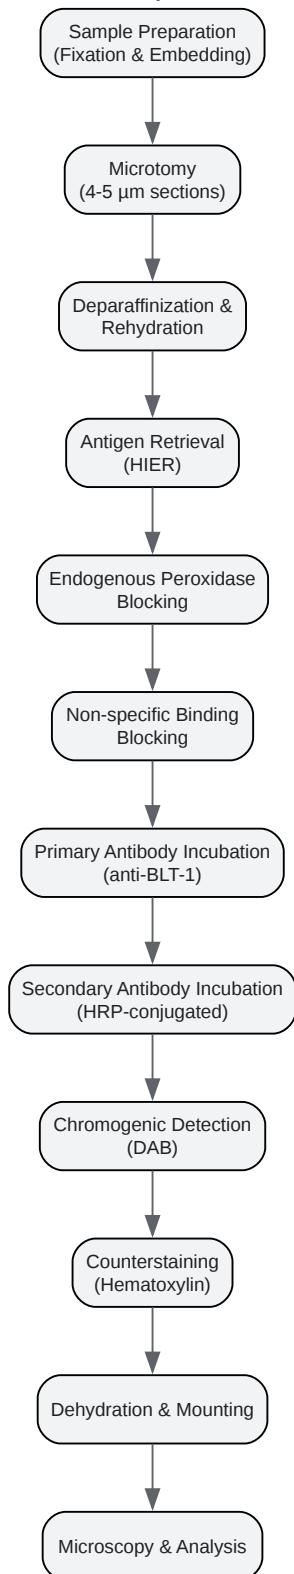 Sample Preparation
(Fixation & Embedding)
Microtomy
(4-5 µm sections)
Deparaffinization &
Rehydration
Antigen Retrieval
(HIER)
Endogenous Peroxidase
Blocking
Non-specific Binding
Blocking
Primary Antibody Incubation
(anti-BLT-1)
Secondary Antibody Incubation
(HRP-conjugated)
Chromogenic Detection
(DAB)
Counterstaining
(Hematoxylin)
Dehydration & Mounting
Microscopy & Analysis